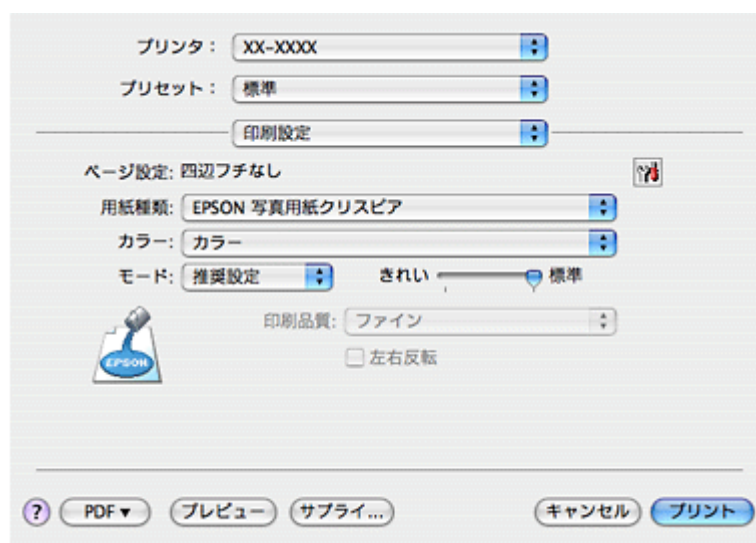 プリンタ： XX-XXXX
プリセット： 標準
印刷設定
ページ設定: 四辺フチなし
用紙種類: EPSON 写真用紙クリスピア
カラー: カラー
モード: 推奨設定 きれい 標準
印刷品質: ファイン
EPSON
左右反転
? PDF▼ プレビュー サプライ... キャンセル プリント